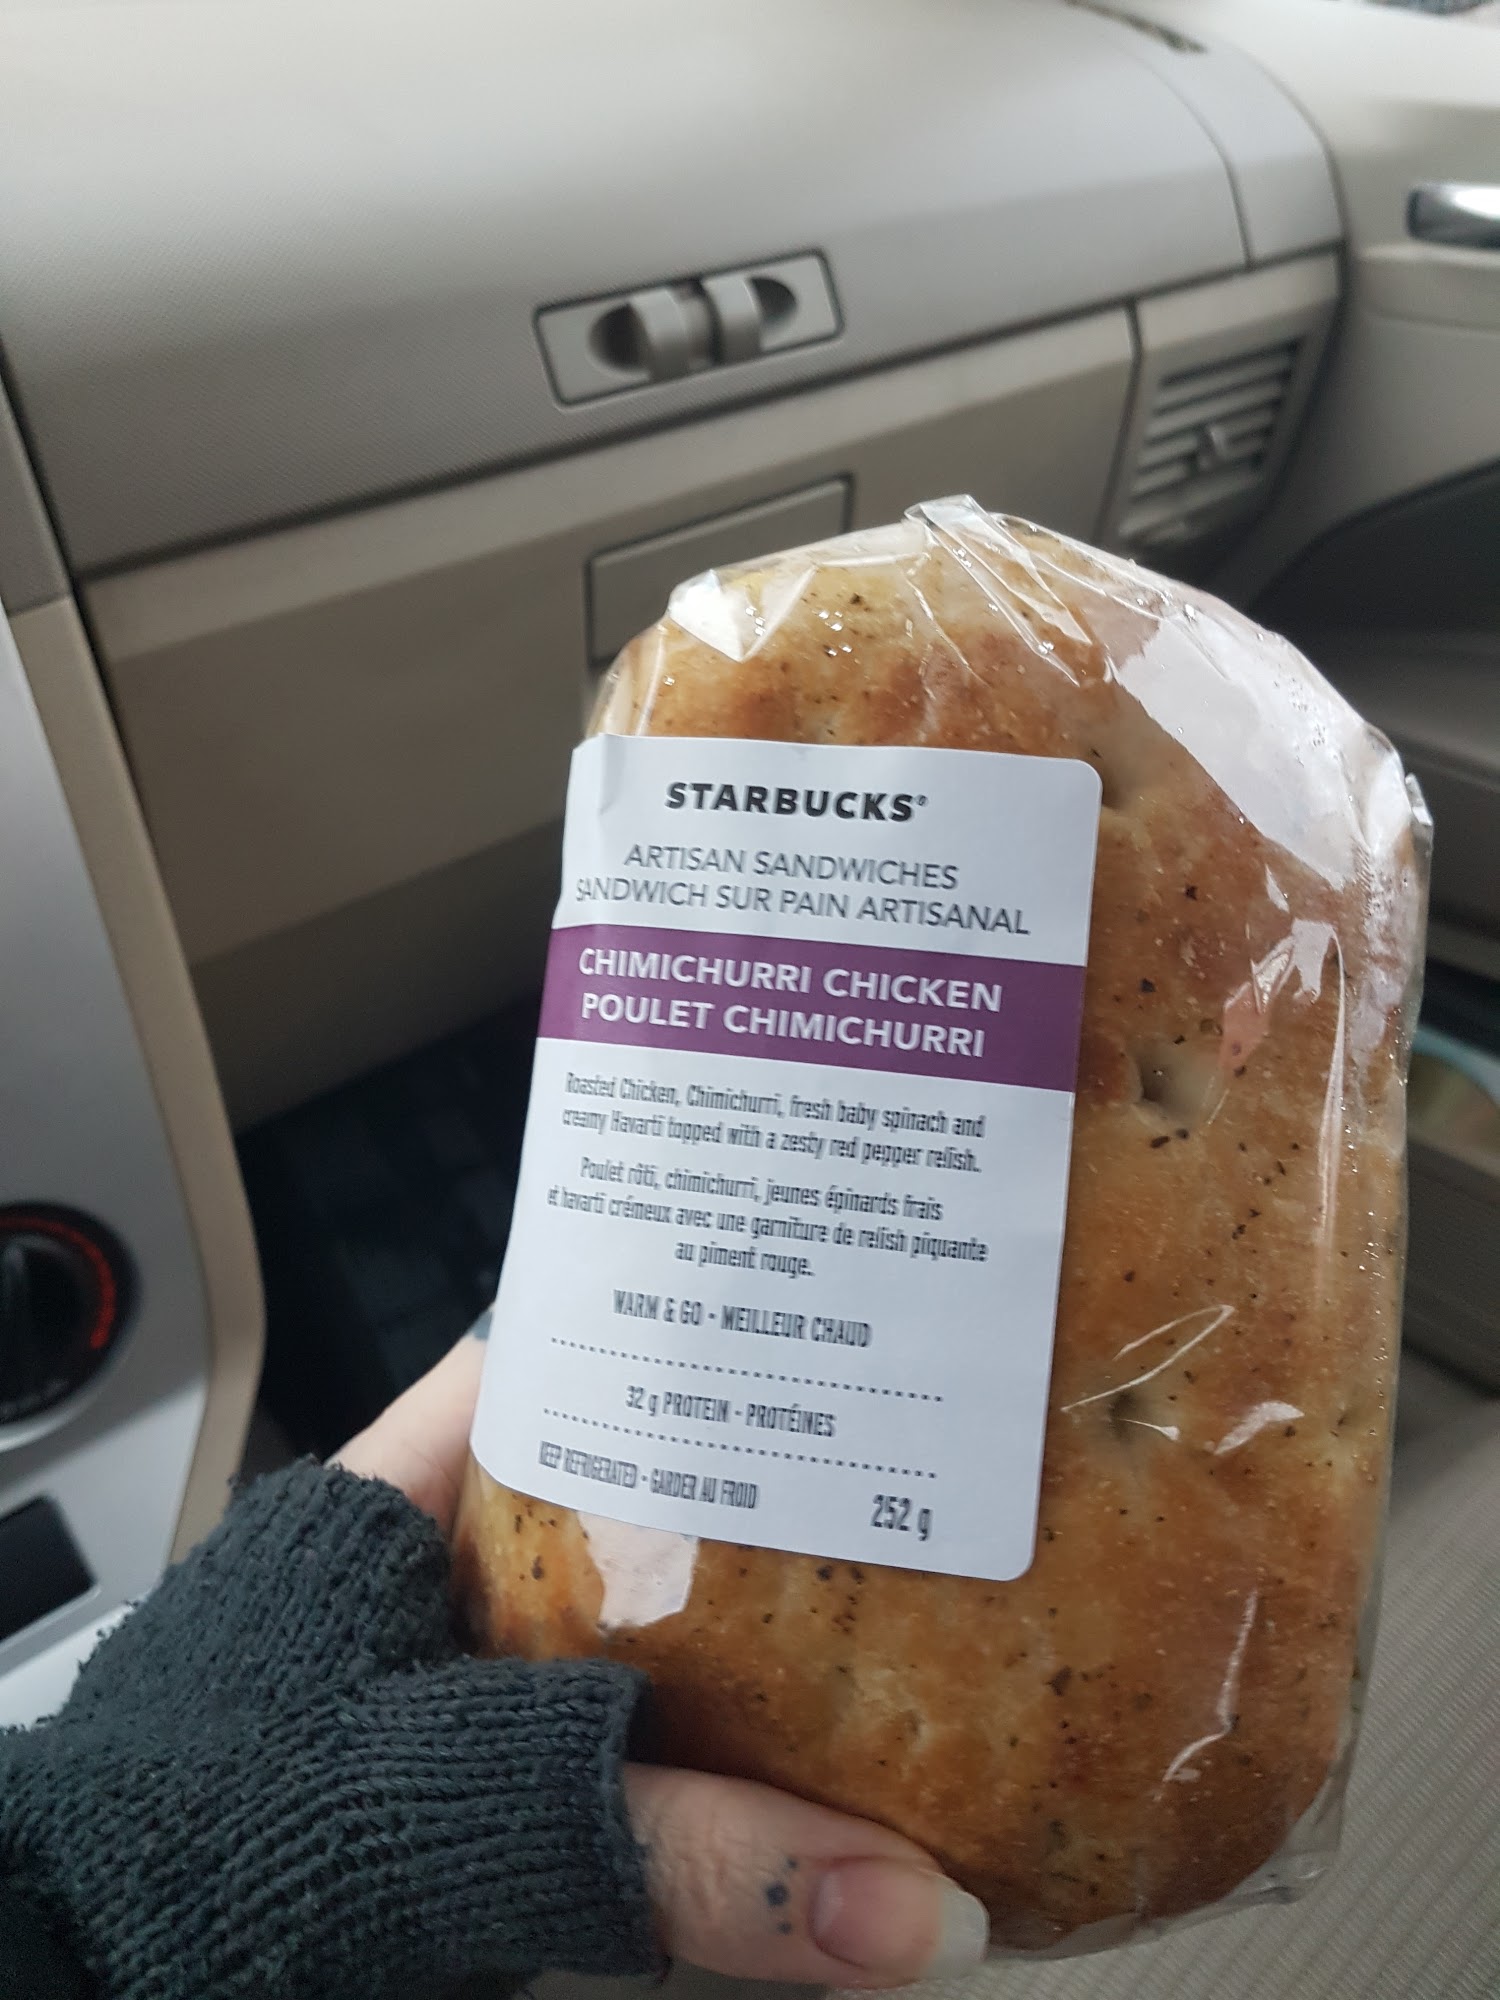 STARBUCKS®
ARTISAN SANDWICHES
SANDWICH SUR PAIN ARTISANAL
CHIMICHURRI CHICKEN
POULET CHIMICHURRI
Roasted Chicken, Chimichurri, fresh baby spinach and
creamy Havarti topped with a zesty red pepper relish.
Poulet rôti, chimichurri, jeunes épinards frais
et havarti crémeux avec une garniture de relish piquante
au piment rouge.
WARM & GO - MEILLEUR CHAUD
32 g PROTEIN - PROTÉINES
KEEP REFRIGERATED - GARDER AU FROID
252 g